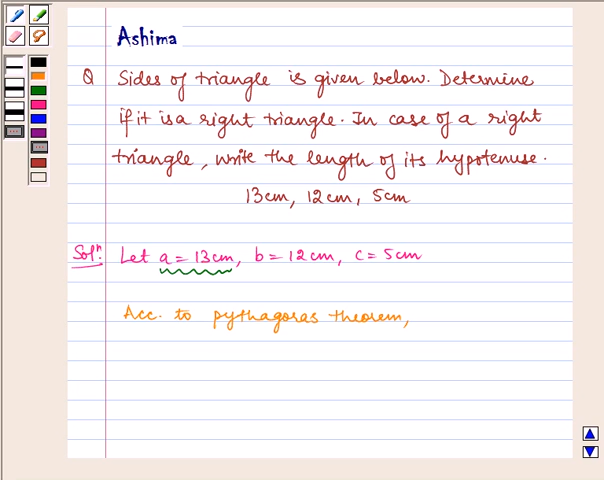 Ashima
Q Sides of triangle is given below. Determine
if it is a right triangle. In case of a right
triangle, write the length of its hypotenuse.
13cm, 12cm, 5cm
Solⁿ: Let a = 13cm, b = 12cm, c = 5cm
Acc. to pythagoras theorem,